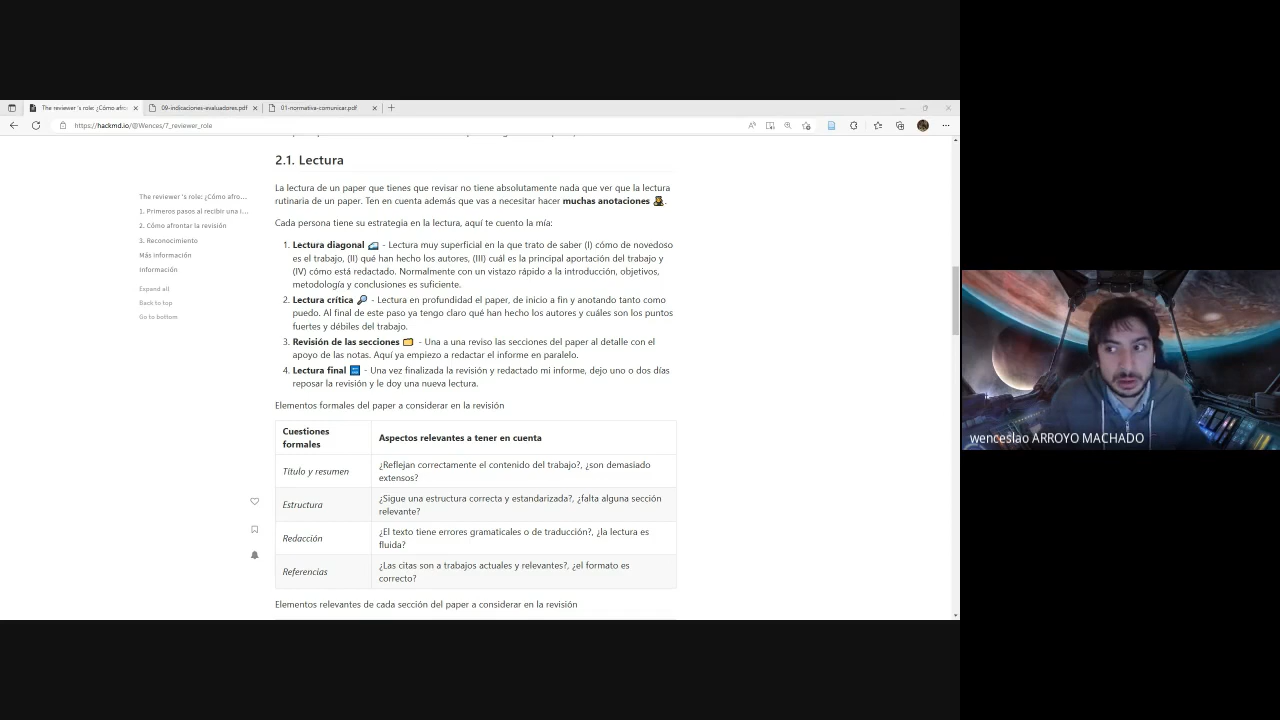 The reviewer 's role: ¿Cómo afro
09-indicaciones-evaluadores.pdf
01-normativa-comunicar.pdf
https://hackmd.io/@Wences/7_reviewer_role
The reviewer 's role: ¿Cómo afro...
1. Primeros pasos al recibir una i...
2. Cómo afrontar la revisión
3. Reconocimiento
Más información
Información
Expand all
Back to top
Go to bottom
2.1. Lectura
La lectura de un paper que tienes que revisar no tiene absolutamente nada que ver que la lectura
rutinaria de un paper. Ten en cuenta además que vas a necesitar hacer muchas anotaciones.
Cada persona tiene su estrategia en la lectura, aquí te cuento la mía:
1. Lectura diagonal - Lectura muy superficial en la que trato de saber (I) cómo de novedoso
es el trabajo, (II) qué han hecho los autores, (III) cuál es la principal aportación del trabajo y
(IV) cómo está redactado. Normalmente con un vistazo rápido a la introducción, objetivos,
metodología y conclusiones es suficiente.
2. Lectura crítica - Lectura en profundidad el paper, de inicio a fin y anotando tanto como
puedo. Al final de este paso ya tengo claro qué han hecho los autores y cuáles son los puntos
fuertes y débiles del trabajo.
3. Revisión de las secciones - Una a una reviso las secciones del paper al detalle con el
apoyo de las notas. Aquí ya empiezo a redactar el informe en paralelo.
4. Lectura final - Una vez finalizada la revisión y redactado mi informe, dejo uno o dos días
reposar la revisión y le doy una nueva lectura.
Elementos formales del paper a considerar en la revisión
Cuestiones
formales
Aspectos relevantes a tener en cuenta
Título y resumen
¿Reflejan correctamente el contenido del trabajo?, ¿son demasiado
extensos?
Estructura
¿Sigue una estructura correcta y estandarizada?, ¿falta alguna sección
relevante?
Redacción
¿El texto tiene errores gramaticales o de traducción?, ¿la lectura es
fluida?
Referencias
¿Las citas son a trabajos actuales y relevantes?, ¿el formato es
correcto?
Elementos relevantes de cada sección del paper a considerar en la revisión
wenceslao ARROYO MACHADO